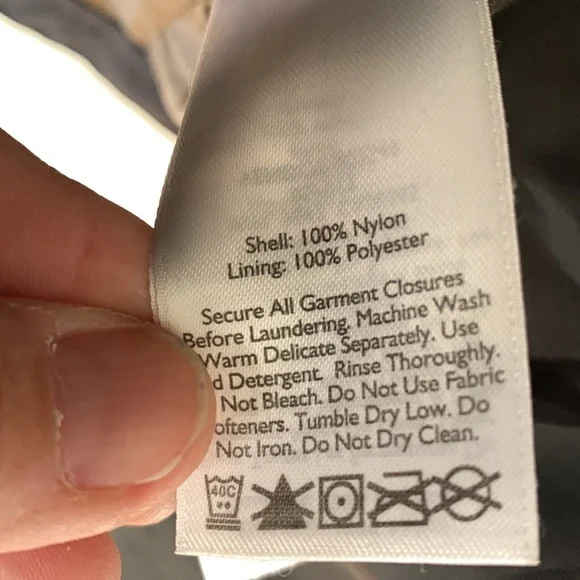 Shell: 100% Nylon
Lining: 100% Polyester
Secure All Garment Closures
Before Laundering. Machine Wash
Warm Delicate Separately. Use
d Detergent. Rinse Thoroughly.
Not Bleach. Do Not Use Fabric
ofteners. Tumble Dry Low. Do
Not Iron. Do Not Dry Clean.
40C